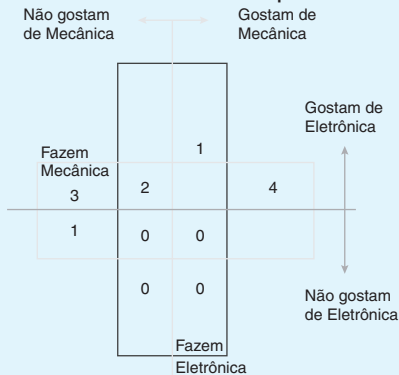 Não gostam
de Mecânica
Gostam de
Mecânica
Gostam de
Eletrônica
1
Fazem
Mecânica
3
2
4
1
0
0
0
0
Não gostam
de Eletrônica
Fazem
Eletrônica